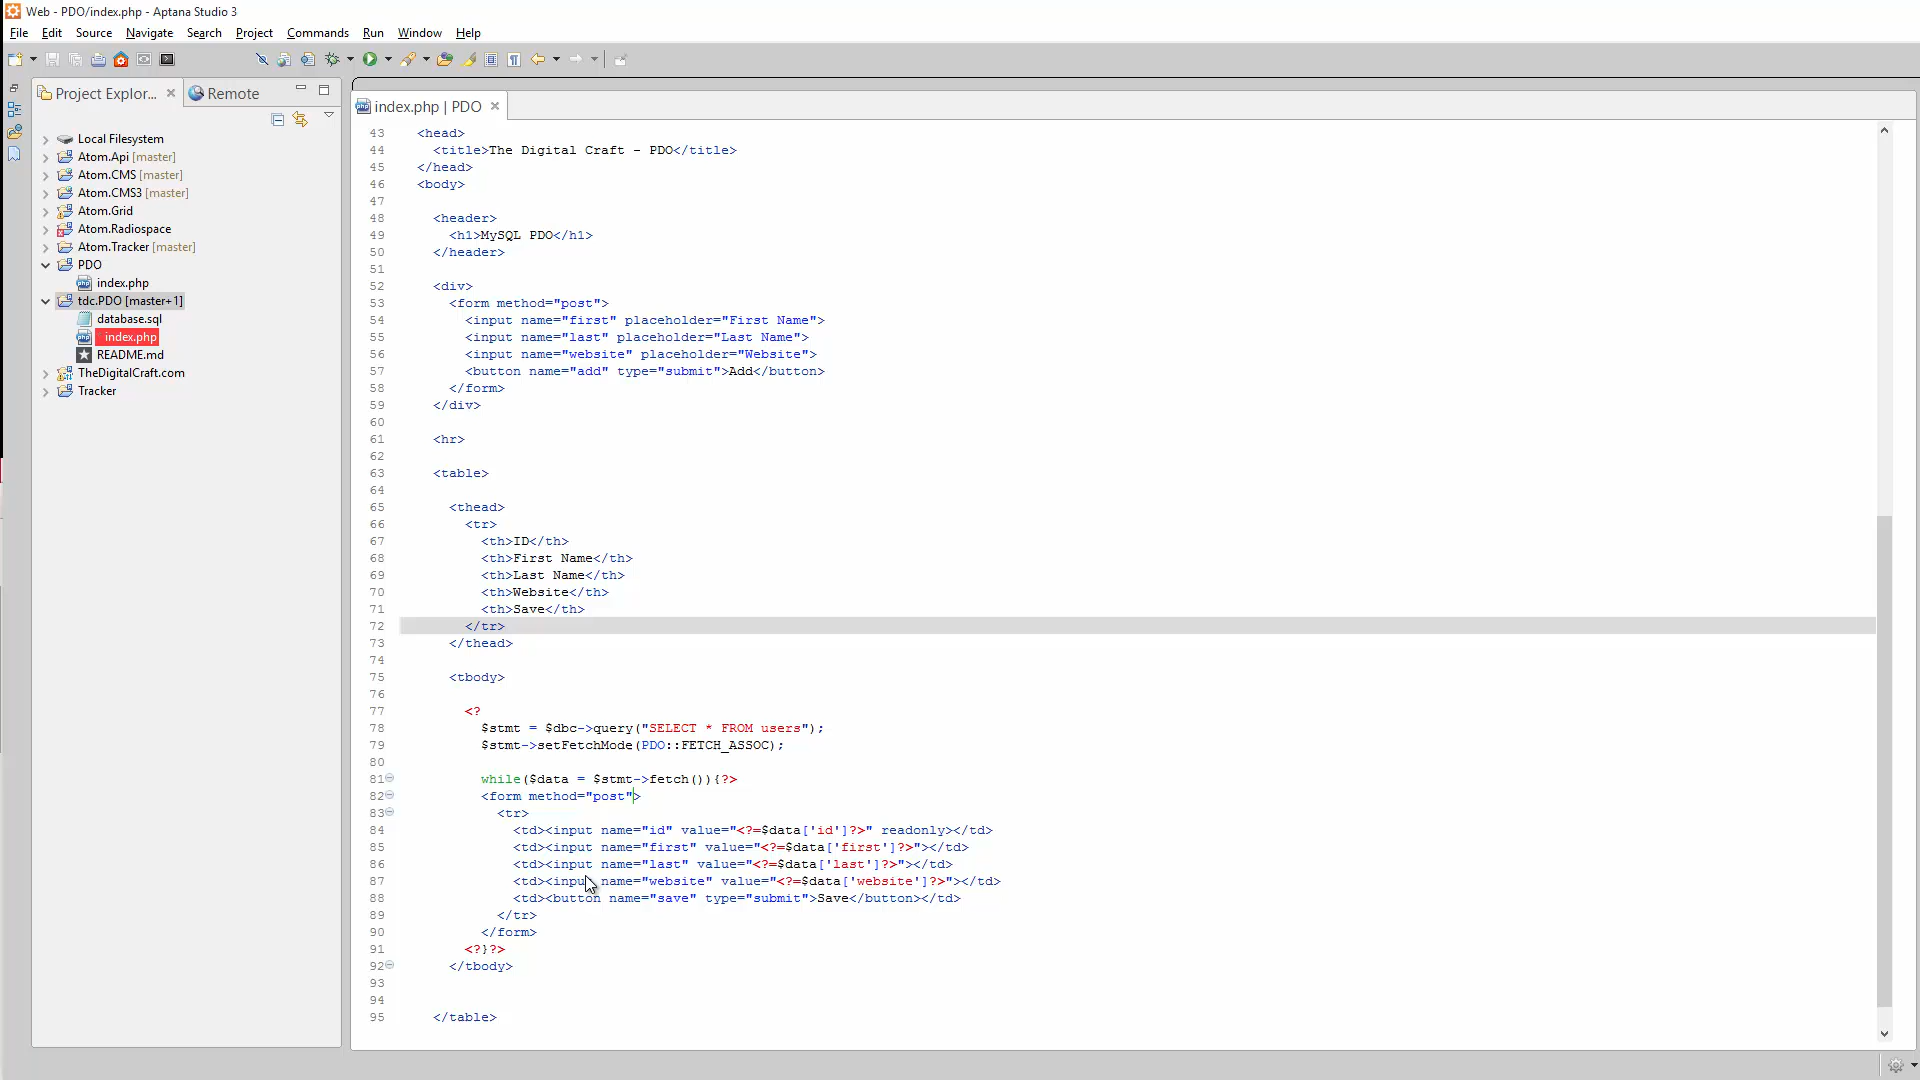 Web - PDO/index.php - Aptana Studio 3
File Edit Source Navigate Search Project Commands Run Window Help
Project Explor... Remote
index.php | PDO
Local Filesystem
Atom.Api [master]
Atom.CMS [master]
Atom.CMS3 [master]
Atom.Grid
Atom.Radiospace
Atom.Tracker [master]
PDO
index.php
tdc.PDO [master+1]
database.sql
index.php
README.md
TheDigitalCraft.com
Tracker
43 <head>
44 <title>The Digital Craft - PDO</title>
45 </head>
46 <body>
47
48 <header>
49 <h1>MySQL PDO</h1>
50 </header>
51
52 <div>
53 <form method="post">
54 <input name="first" placeholder="First Name">
55 <input name="last" placeholder="Last Name">
56 <input name="website" placeholder="Website">
57 <button name="add" type="submit">Add</button>
58 </form>
59 </div>
60
61 <hr>
62
63 <table>
64
65 <thead>
66 <tr>
67 <th>ID</th>
68 <th>First Name</th>
69 <th>Last Name</th>
70 <th>Website</th>
71 <th>Save</th>
72 </tr>
73 </thead>
74
75 <tbody>
76
77 <?
78 $stmt = $dbc->query("SELECT * FROM users");
79 $stmt->setFetchMode(PDO::FETCH_ASSOC);
80
81 while($data = $stmt->fetch()){?>
82 <form method="post">
83 <tr>
84 <td><input name="id" value="<?=$data['id']?>" readonly></td>
85 <td><input name="first" value="<?=$data['first']?>"></td>
86 <td><input name="last" value="<?=$data['last']?>"></td>
87 <td><input name="website" value="<?=$data['website']?>"></td>
88 <td><button name="save" type="submit">Save</button></td>
89 </tr>
90 </form>
91 <?}?>
92 </tbody>
93
94
95 </table>